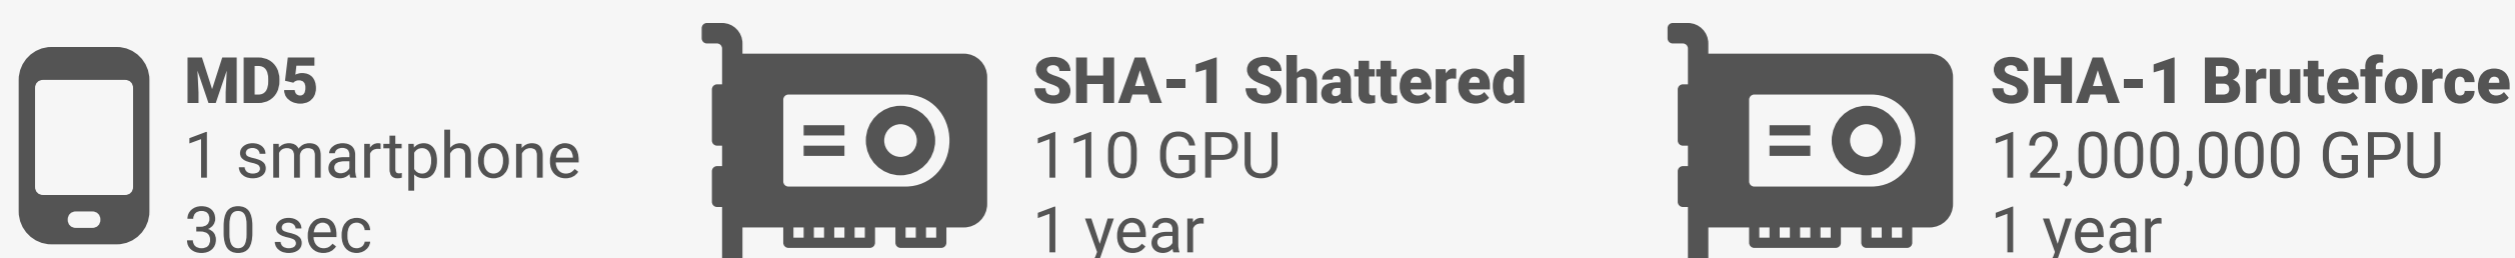 MD5
1 smartphone
30 sec
SHA-1 Shattered
110 GPU
1 year
SHA-1 Bruteforce
12,000,000 GPU
1 year